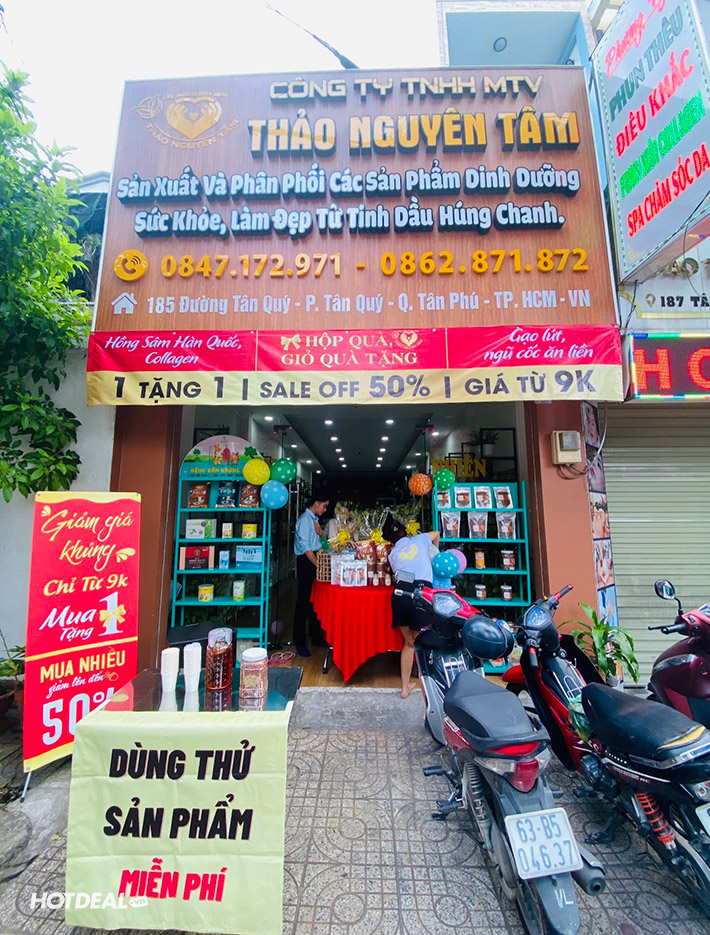 CÔNG TY TNHH MTV
THẢO NGUYÊN TÂM
THẢO NGUYÊN TÂM
Sản Xuất Và Phân Phối Các Sản Phẩm Dinh Dưỡng
Sức Khỏe, Làm Đẹp Từ Tinh Dầu Húng Chanh.
0847.172.971 - 0862.871.872
185 Đường Tân Quý - P. Tân Quý - Q. Tân Phú - TP. HCM - VN
Hồng Sâm Hàn Quốc,
Collagen
HỘP QUÀ,
GIỎ QUÀ TẶNG
Gạo lứt,
ngũ cốc ăn liền
1 TẶNG 1 | SALE OFF 50% | GIÁ TỪ 9K
PHUN THÊU
ĐIÊU KHẮC
SPA CHĂM SÓC DA
187 TÂ
HO
Giảm giá
khủng
Chỉ Từ 9k
Mua 1
Tặng
MUA NHIỀU
giảm lên đến
50%
DÙNG THỬ
SẢN PHẨM
MIỄN PHÍ
63-B5
046.37
VL
HOTDEAL.vn